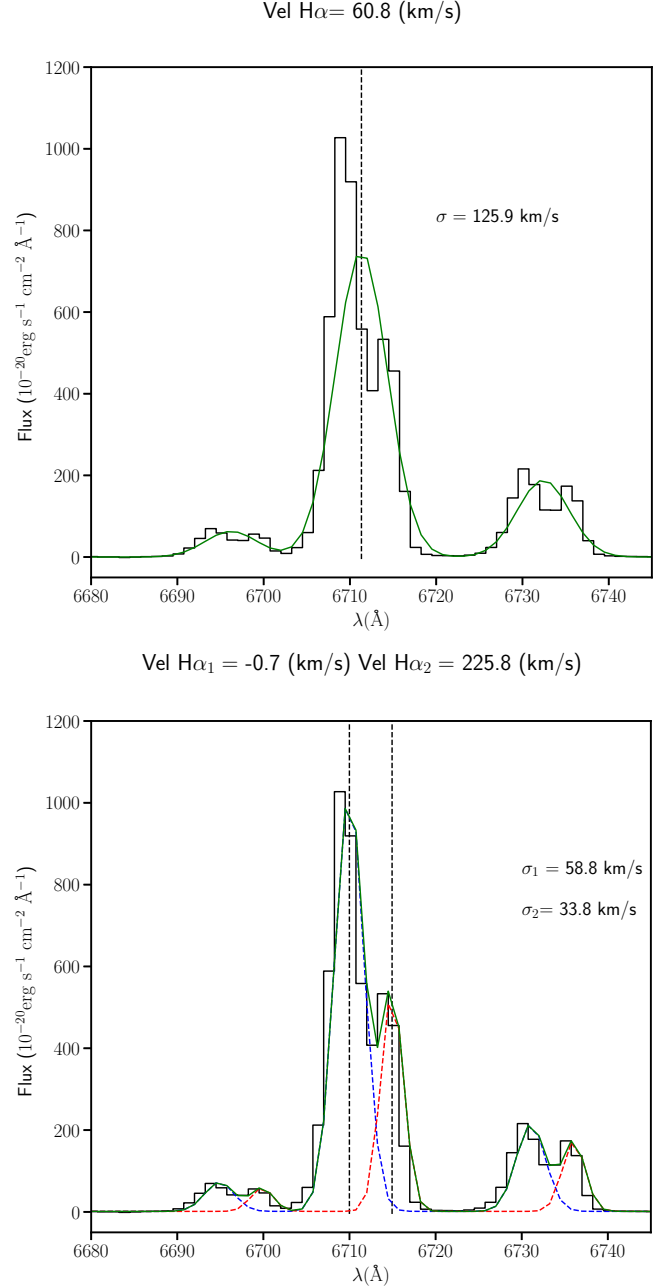 Vel Hα= 60.8 (km/s)
1200
1000
800
600
400
200
0
Flux (10⁻²⁰erg s⁻¹ cm⁻² Å⁻¹)
σ = 125.9 km/s
6680 6690 6700 6710 6720 6730 6740
λ(Å)
Vel Hα₁ = -0.7 (km/s) Vel Hα₂ = 225.8 (km/s)
1200
1000
800
600
400
200
0
Flux (10⁻²⁰erg s⁻¹ cm⁻² Å⁻¹)
σ₁ = 58.8 km/s
σ₂= 33.8 km/s
6680 6690 6700 6710 6720 6730 6740
λ(Å)